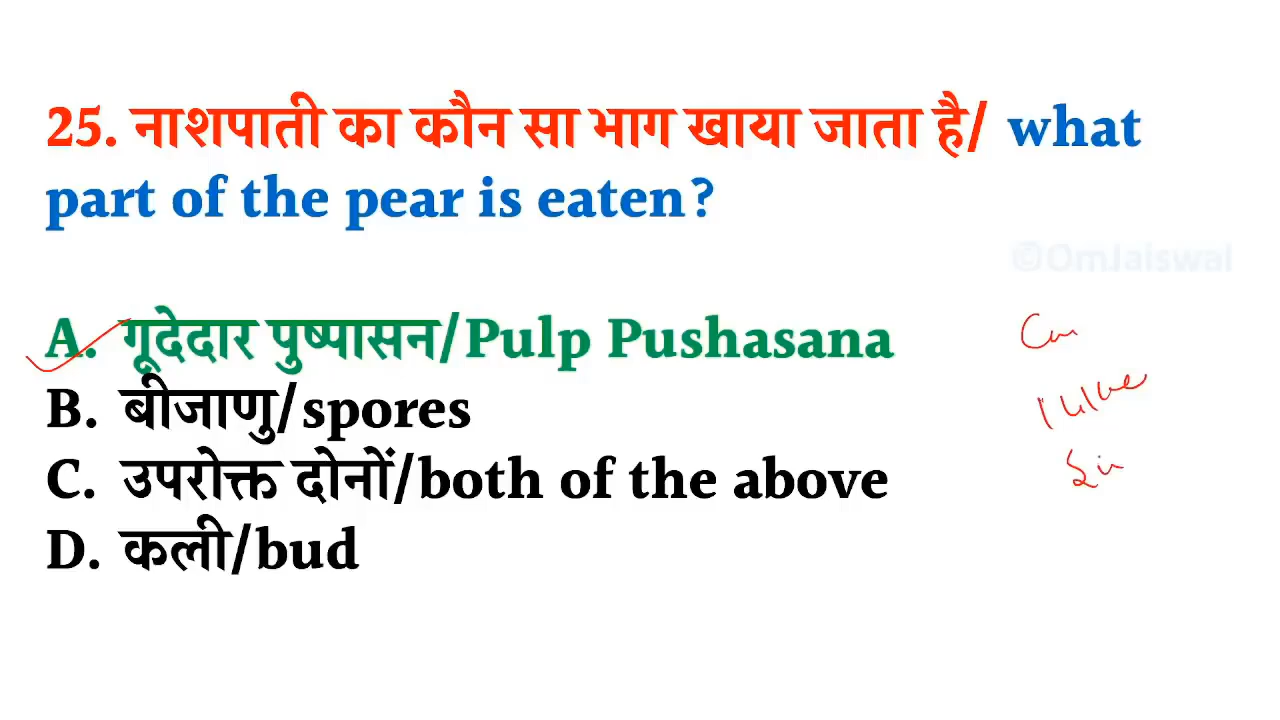 25. नाशपाती का कौन सा भाग खाया जाता है/ what
part of the pear is eaten?
©OmJaiswal
A. गूदेदार पुष्पासन/Pulp Pushasana
B. बीजाणु/spores
C. उपरोक्त दोनों/both of the above
D. कली/bud